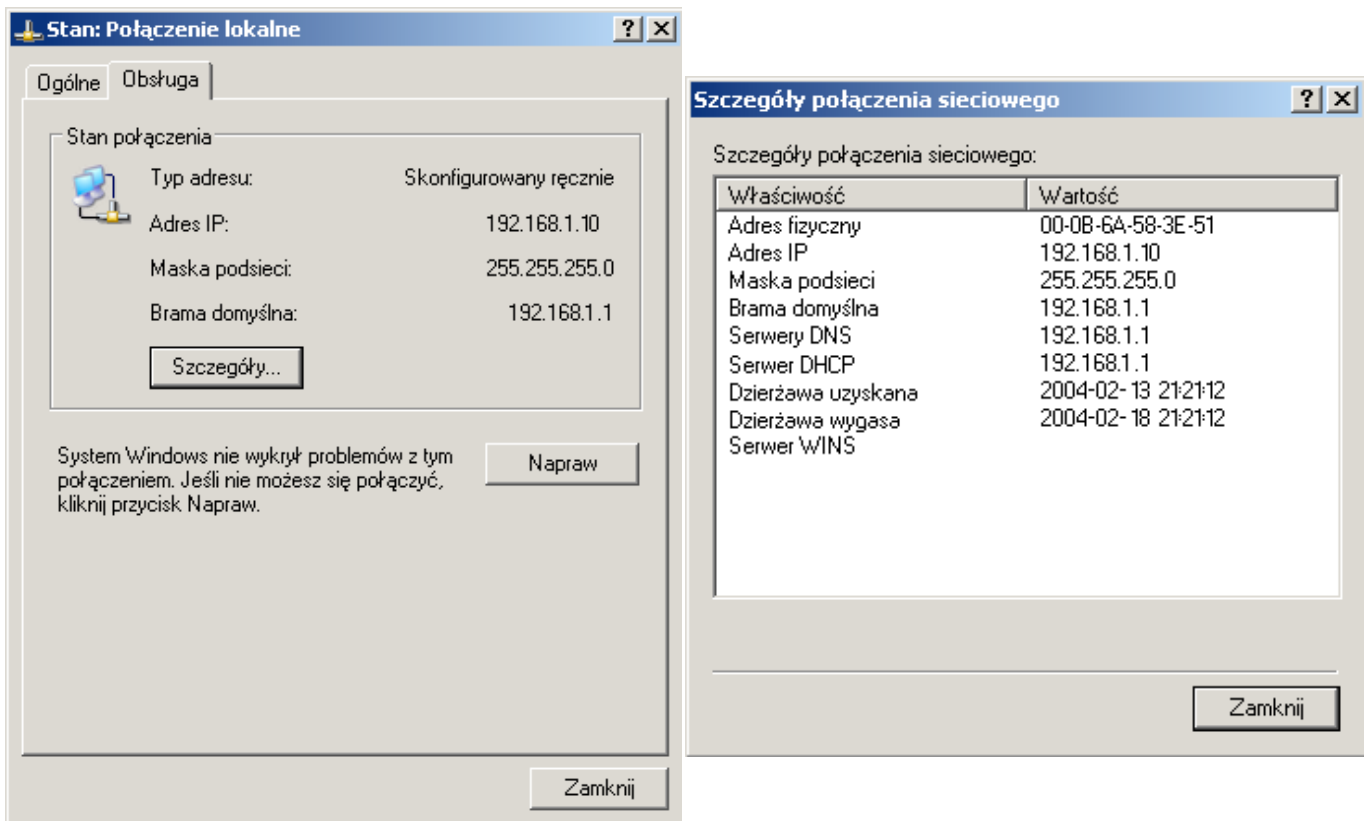 Stan: Połączenie lokalne
Ogólne Obsługa
Stan połączenia
Typ adresu: Skonfigurowany ręcznie
Adres IP: 192.168.1.10
Maska podsieci: 255.255.255.0
Brama domyślna: 192.168.1.1
Szczegóły...
System Windows nie wykrył problemów z tym
połączeniem. Jeśli nie możesz się połączyć,
kliknij przycisk Napraw.
Napraw
Zamknij
Szczegóły połączenia sieciowego
Szczegóły połączenia sieciowego:
Właściwość Wartość
Adres fizyczny 00-0B-6A-58-3E-51
Adres IP 192.168.1.10
Maska podsieci 255.255.255.0
Brama domyślna 192.168.1.1
Serwery DNS 192.168.1.1
Serwer DHCP 192.168.1.1
Dzierżawa uzyskana 2004-02-13 21:21:12
Dzierżawa wygasa 2004-02-18 21:21:12
Serwer WINS
Zamknij